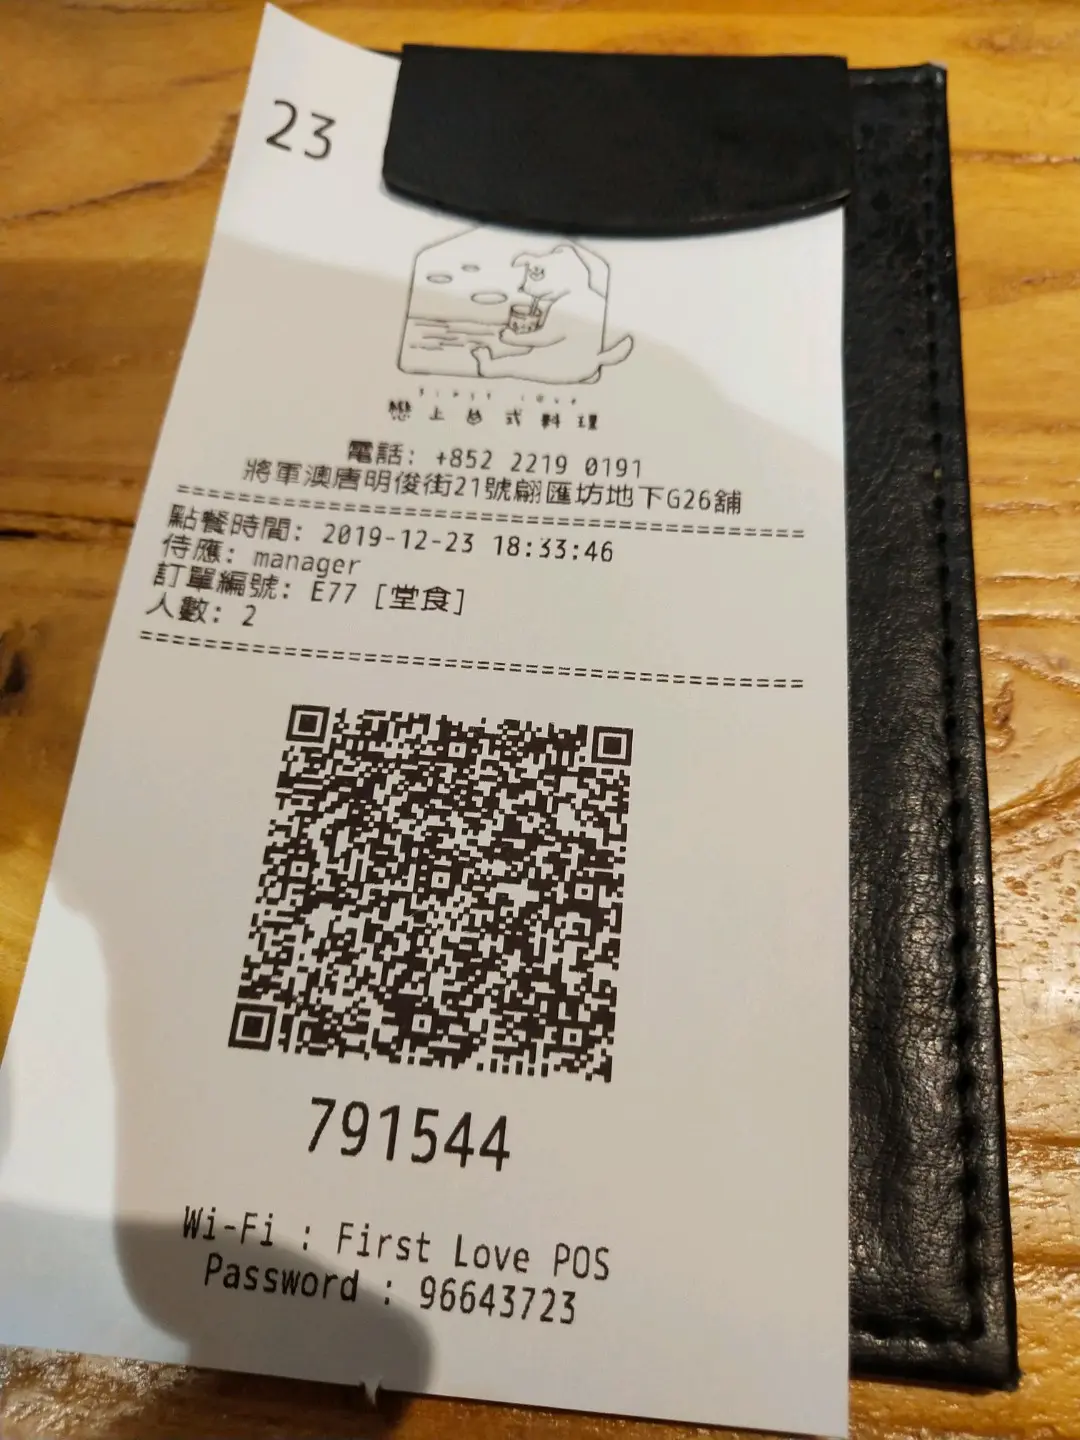 23
First Love
戀上台式料理
電話: +852 2219 0191
將軍澳唐明俊街21號翩匯坊地下G26舖
點餐時間: 2019-12-23 18:33:46
侍應: manager
訂單編號: E77 [堂食]
人數: 2
791544
Wi-Fi : First Love POS
Password : 96643723